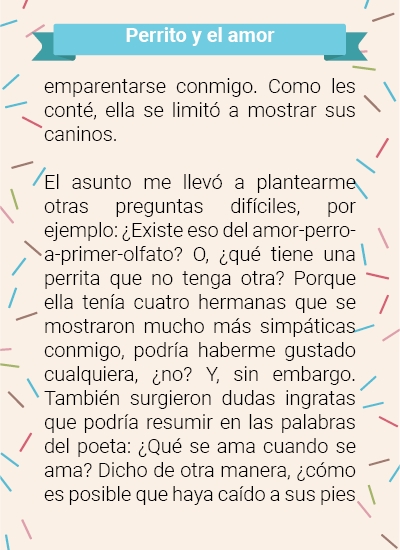 Perrito y el amor
emparentarse conmigo. Como les
conté, ella se limitó a mostrar sus
caninos.
El asunto me llevó a plantearme
otras preguntas difíciles, por
ejemplo: ¿Existe eso del amor-perro-
a-primer-olfato? O, ¿qué tiene una
perrita que no tenga otra? Porque
ella tenía cuatro hermanas que se
mostraron mucho más simpáticas
conmigo, podría haberme gustado
cualquiera, ¿no? Y, sin embargo.
También surgieron dudas ingratas
que podría resumir en las palabras
del poeta: ¿Qué se ama cuando se
ama? Dicho de otra manera, ¿cómo
es posible que haya caído a sus pies